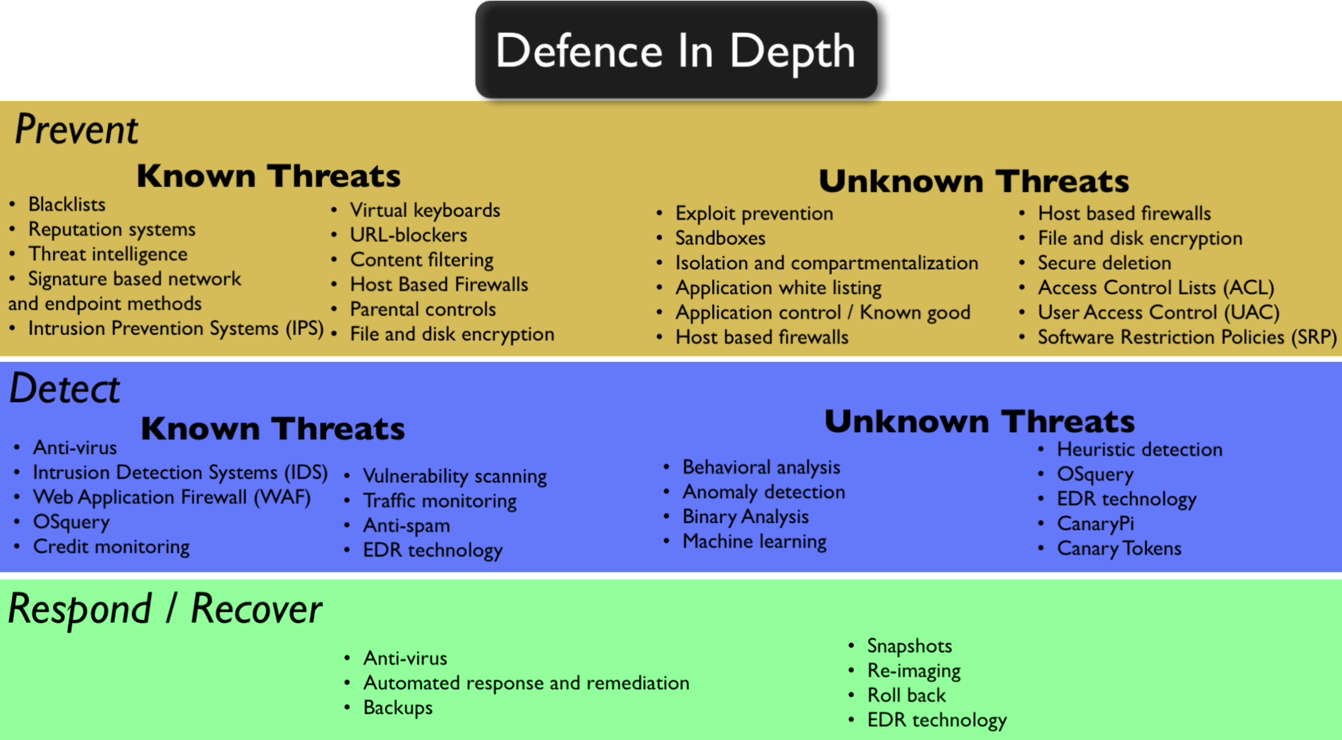 Defence In Depth
Prevent
Known Threats
• Blacklists
• Reputation systems
• Threat intelligence
• Signature based network
and endpoint methods
• Intrusion Prevention Systems (IPS)
• Virtual keyboards
• URL-blockers
• Content filtering
• Host Based Firewalls
• Parental controls
• File and disk encryption
Unknown Threats
• Exploit prevention
• Sandboxes
• Isolation and compartmentalization
• Application white listing
• Application control / Known good
• Host based firewalls
• Host based firewalls
• File and disk encryption
• Secure deletion
• Access Control Lists (ACL)
• User Access Control (UAC)
• Software Restriction Policies (SRP)
Detect
Known Threats
• Anti-virus
• Intrusion Detection Systems (IDS)
• Web Application Firewall (WAF)
• OSquery
• Credit monitoring
• Vulnerability scanning
• Traffic monitoring
• Anti-spam
• EDR technology
Unknown Threats
• Behavioral analysis
• Anomaly detection
• Binary Analysis
• Machine learning
• Heuristic detection
• OSquery
• EDR technology
• CanaryPi
• Canary Tokens
Respond / Recover
• Anti-virus
• Automated response and remediation
• Backups
• Snapshots
• Re-imaging
• Roll back
• EDR technology